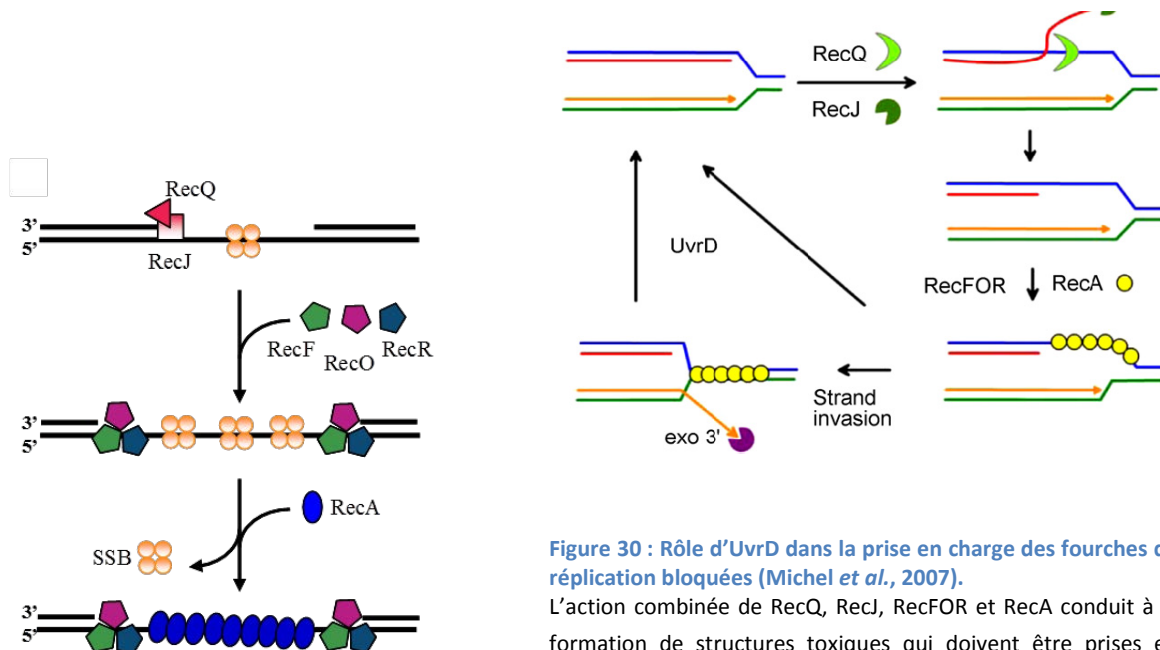 RecQ
3'
5'
RecJ
RecF
RecO
RecR
3'
5'
RecA
SSB
3'
5'
RecQ
RecJ
UvrD
RecFOR
RecA
Strand
invasion
exo 3'
Figure 30 : Rôle d’UvrD dans la prise en charge des fourches d
réplication bloquées (Michel et al., 2007).
L’action combinée de RecQ, RecJ, RecFOR et RecA conduit à
formation de structures toxiques qui doivent être prises e